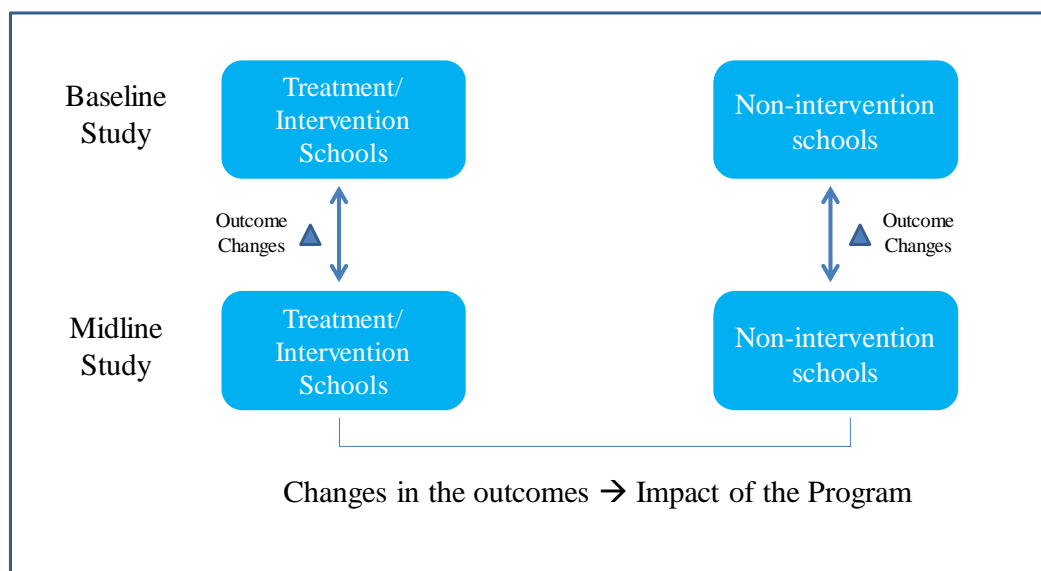 Baseline
Study
Treatment/
Intervention
Schools
Non-intervention
schools
Outcome
Changes
Outcome
Changes
Midline
Study
Treatment/
Intervention
Schools
Non-intervention
schools
Changes in the outcomes → Impact of the Program